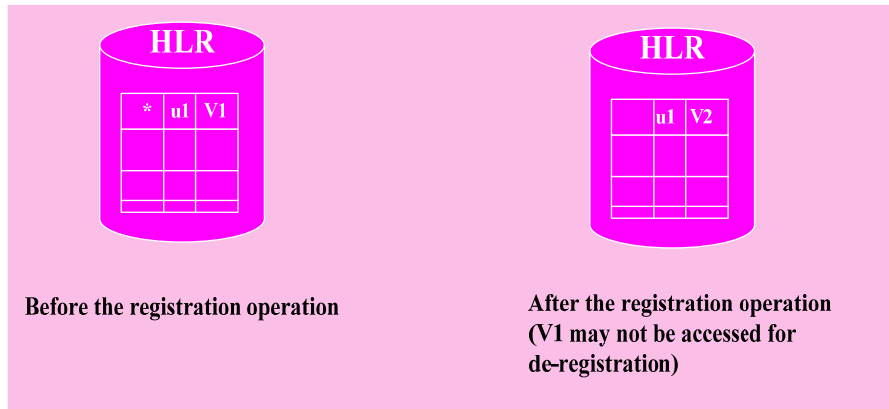 HLR
* u1 V1
Before the registration operation
HLR
u1 V2
After the registration operation
(V1 may not be accessed for
de-registration)